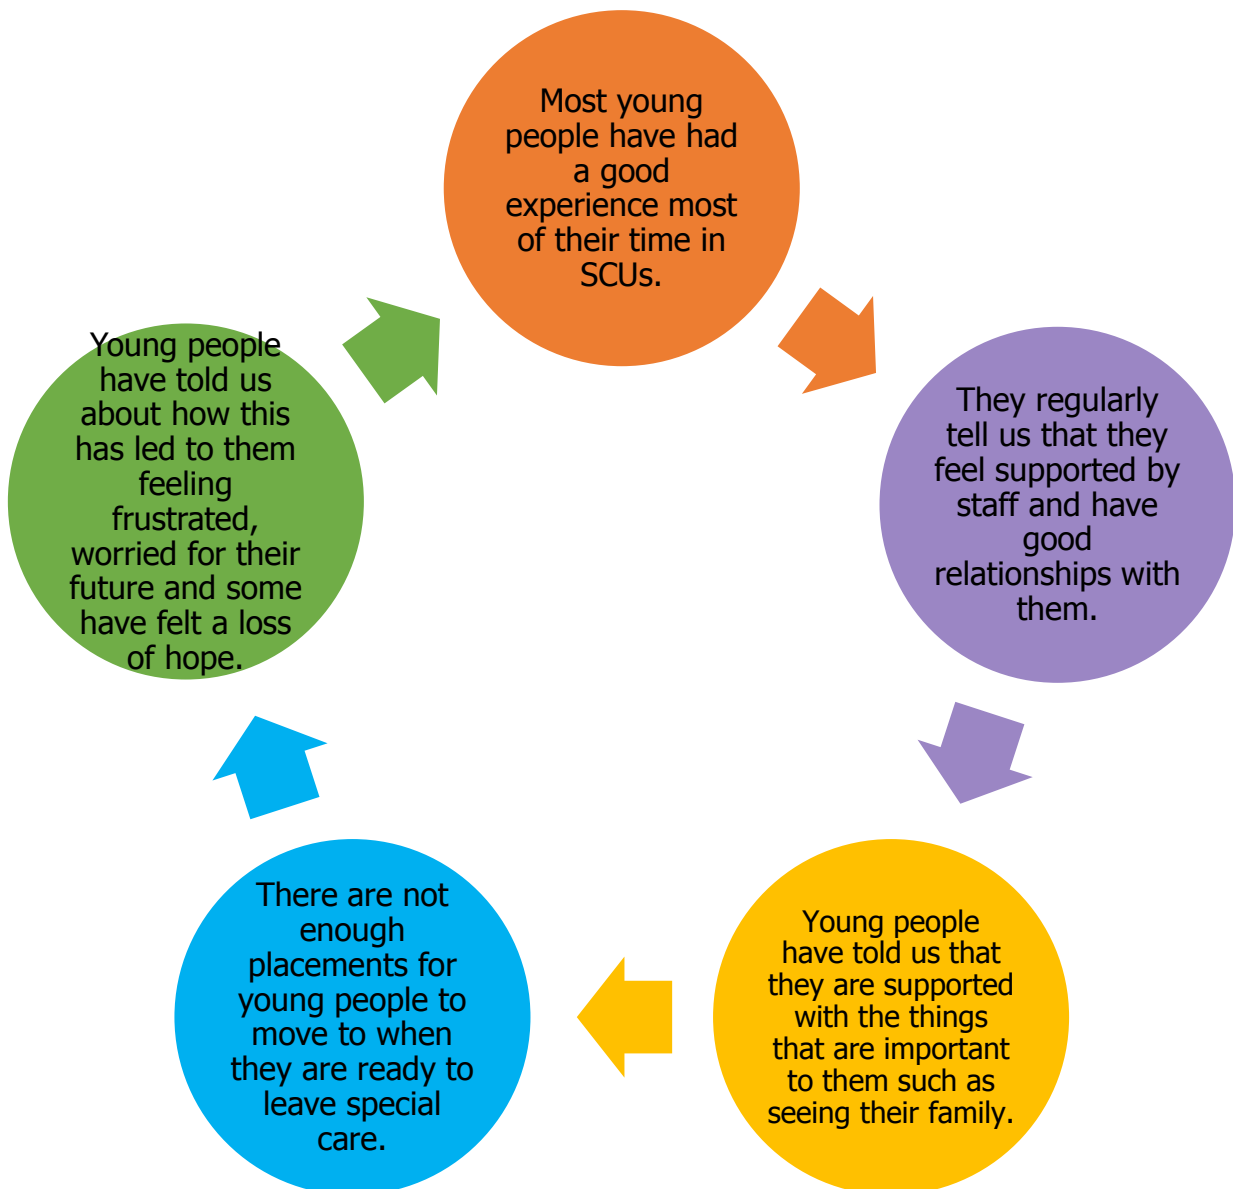 Most young
people have had
a good
experience most
of their time in
SCUs.
They regularly
tell us that they
feel supported by
staff and have
good
relationships with
them.
Young people
have told us that
they are supported
with the things
that are important
to them such as
seeing their family.
There are not
enough
placements for
young people to
move to when
they are ready to
leave special
care.
Young people
have told us
about how this
has led to them
feeling
frustrated,
worried for their
future and some
have felt a loss
of hope.